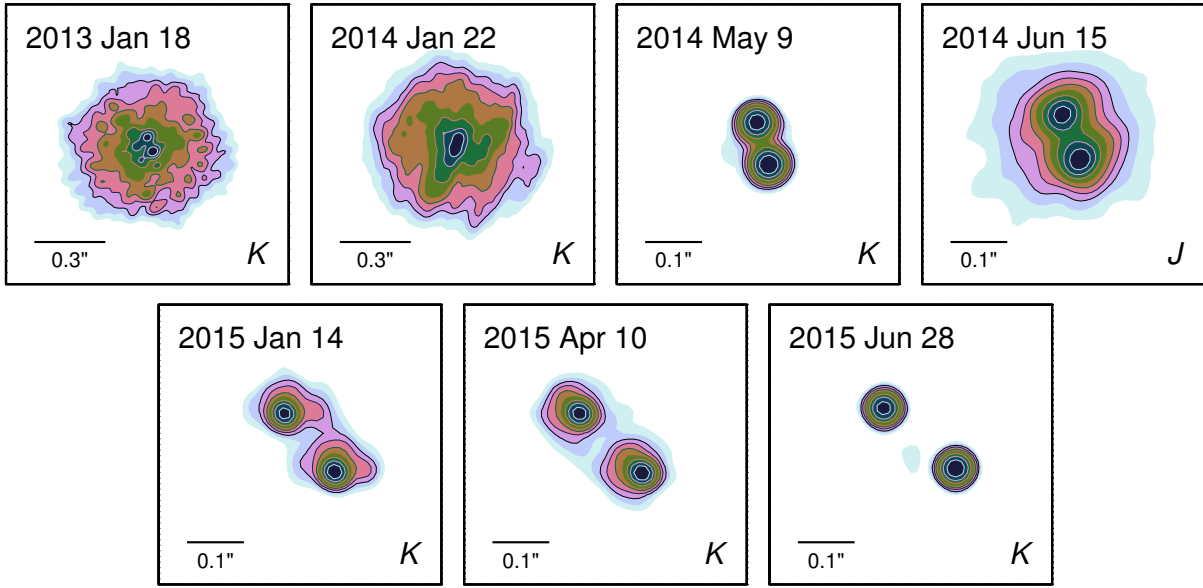 2013 Jan 18
0.3"
K
2014 Jan 22
0.3"
K
2014 May 9
0.1"
K
2014 Jun 15
0.1"
J
2015 Jan 14
0.1"
K
2015 Apr 10
0.1"
K
2015 Jun 28
0.1"
K